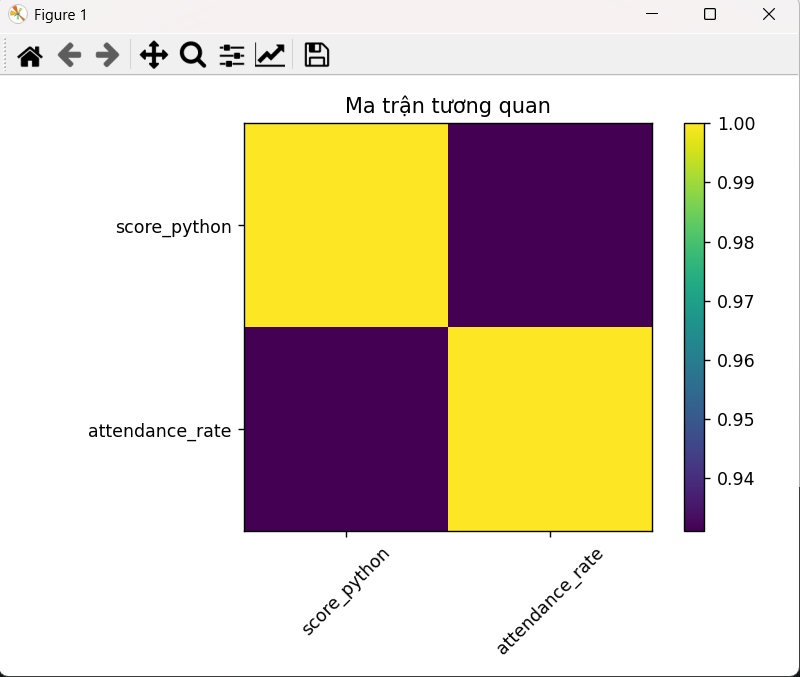 Figure 1
Ma trận tương quan
score_python
attendance_rate
score_python
attendance_rate
1.00
0.99
0.98
0.97
0.96
0.95
0.94